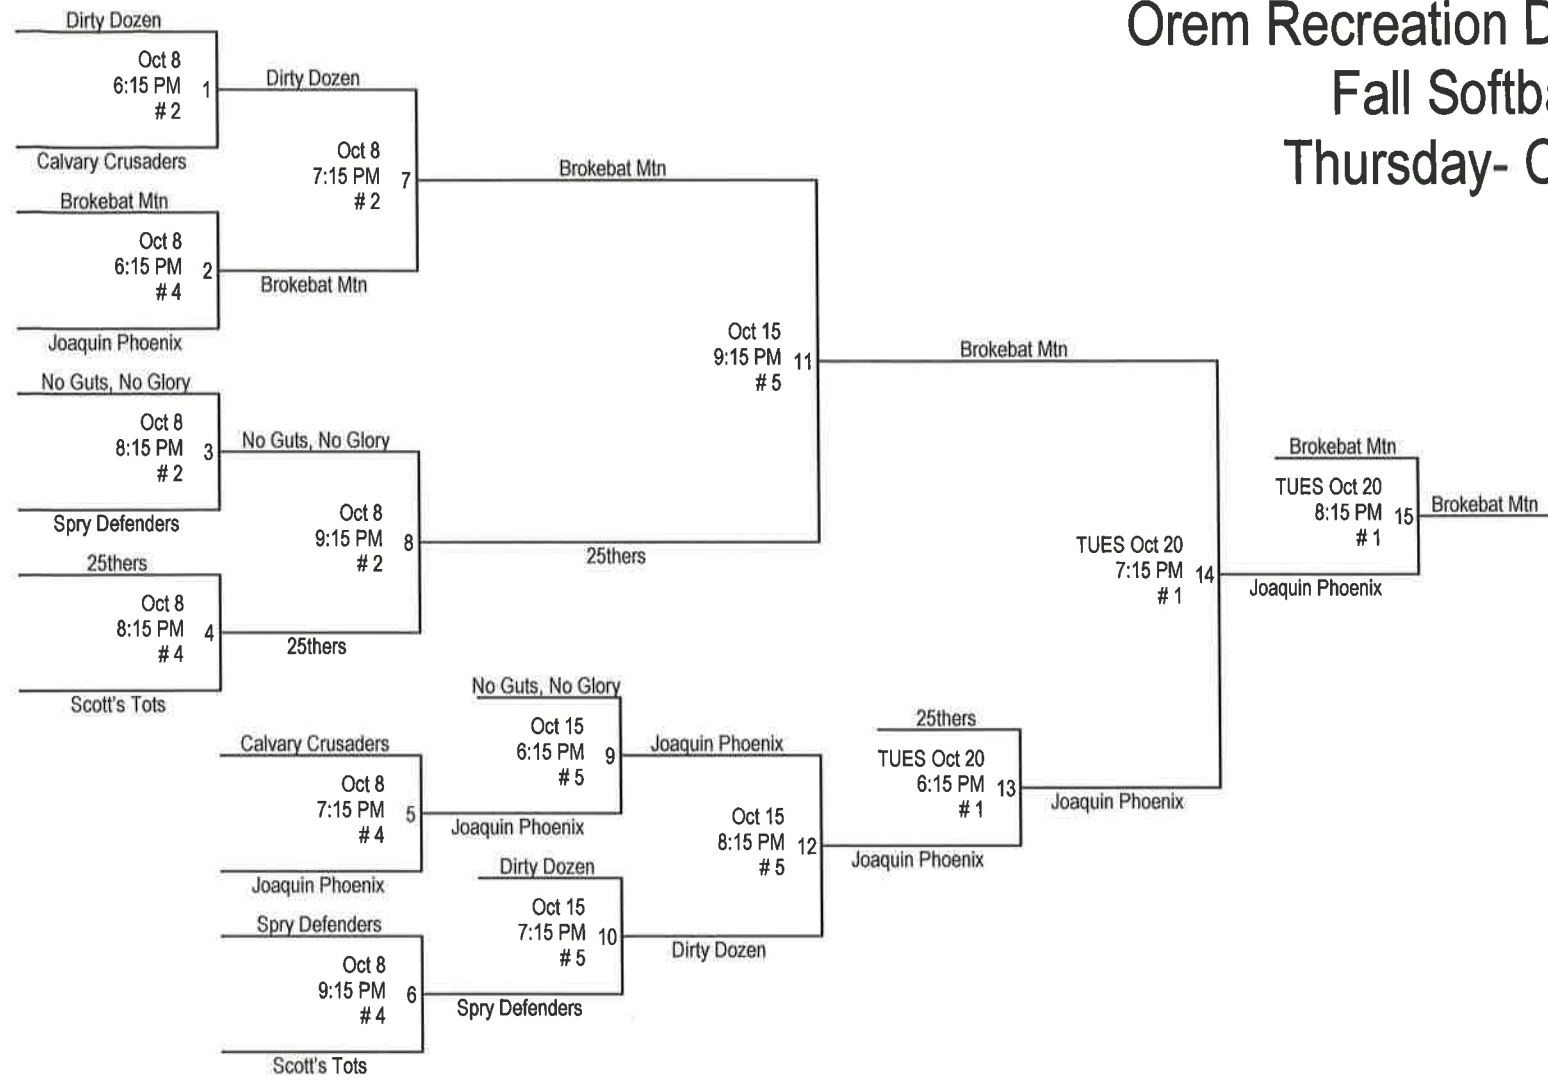 Orem Recreation D
Fall Softba
Thursday- C
Dirty Dozen
Oct 8
6:15 PM
# 2
1
Calvary Crusaders
Dirty Dozen
Oct 8
7:15 PM
# 2
7
Brokebat Mtn
Brokebat Mtn
Oct 8
6:15 PM
# 4
2
Joaquin Phoenix
Brokebat Mtn
Oct 15
9:15 PM
# 5
11
25thers
No Guts, No Glory
Oct 8
8:15 PM
# 2
3
Spry Defenders
No Guts, No Glory
Oct 8
9:15 PM
# 2
8
25thers
25thers
Oct 8
8:15 PM
# 4
4
Scott's Tots
Brokebat Mtn
TUES Oct 20
7:15 PM
# 1
14
Brokebat Mtn
TUES Oct 20
8:15 PM
# 1
15
Joaquin Phoenix
Brokebat Mtn
Calvary Crusaders
Oct 8
7:15 PM
# 4
5
Joaquin Phoenix
No Guts, No Glory
Oct 15
6:15 PM
# 5
9
Joaquin Phoenix
Spry Defenders
Oct 8
9:15 PM
# 4
6
Scott's Tots
Dirty Dozen
Oct 15
7:15 PM
# 5
10
Spry Defenders
Joaquin Phoenix
Oct 15
8:15 PM
# 5
12
Dirty Dozen
25thers
TUES Oct 20
6:15 PM
# 1
13
Joaquin Phoenix
Joaquin Phoenix